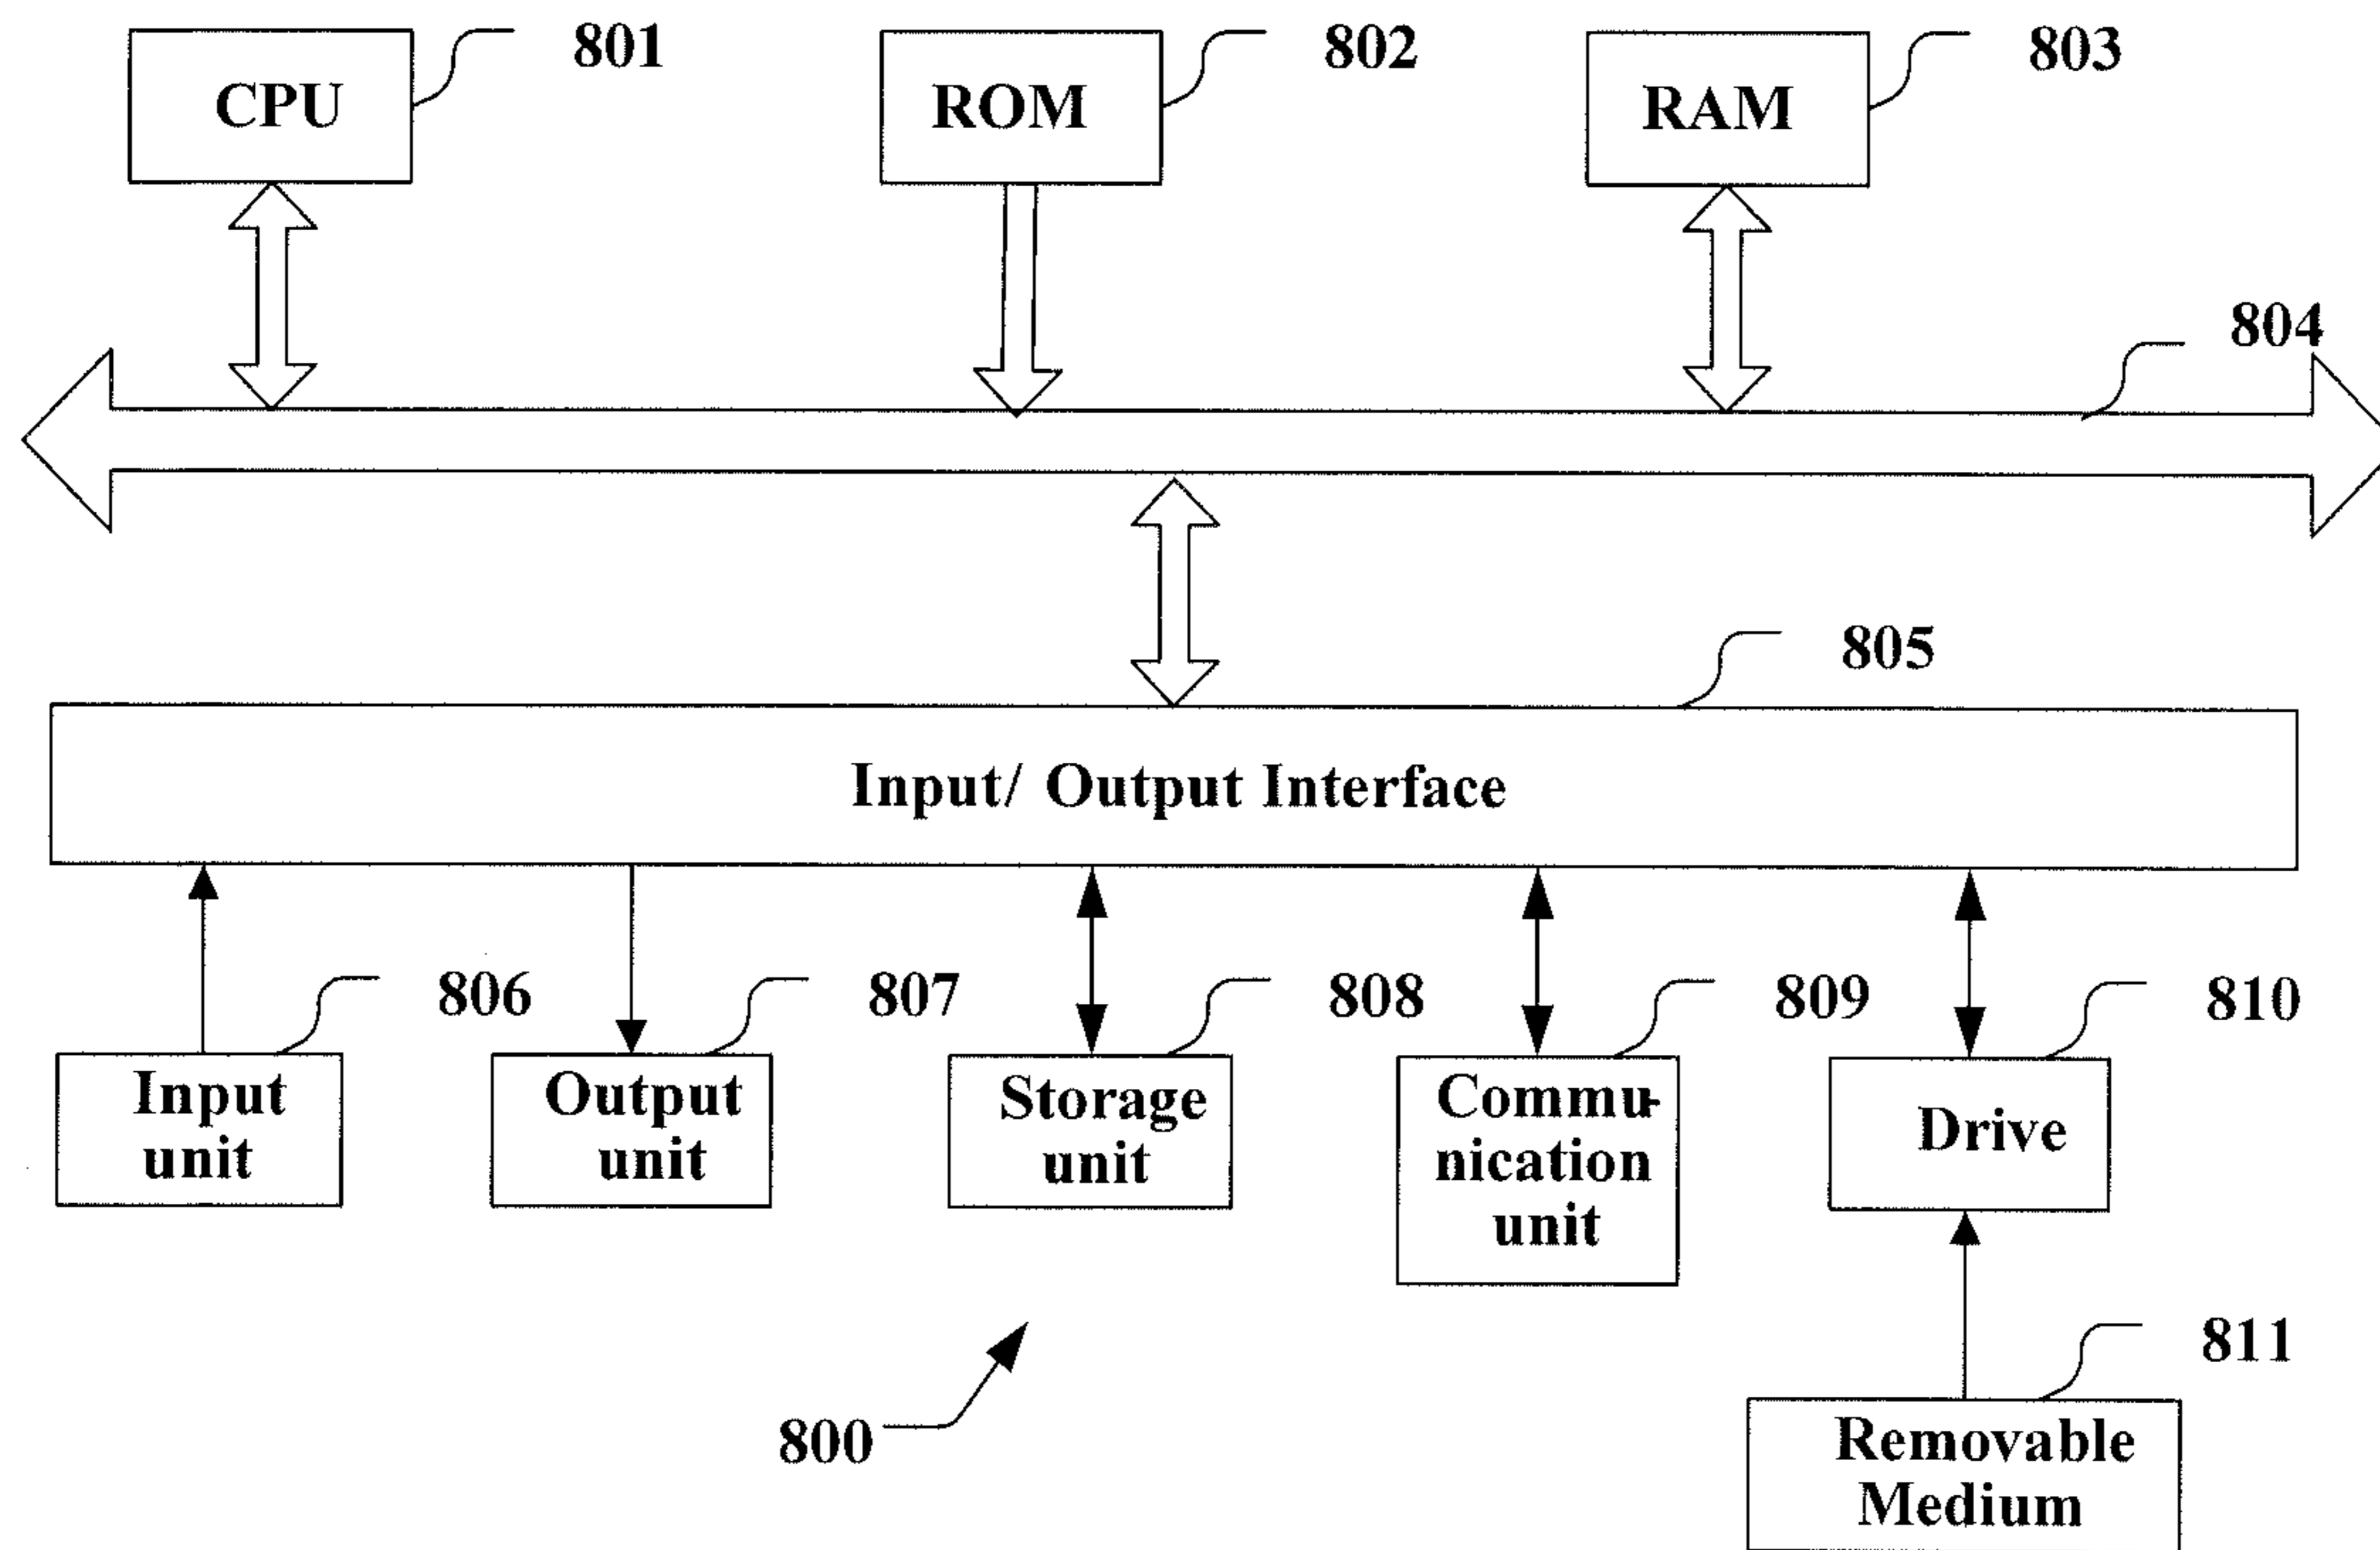 CPU
801
ROM
802
RAM
803
804
805
Input/ Output Interface
806
807
808
809
810
Input
unit
Output
unit
Storage
unit
Commu-
nication
unit
Drive
811
800
Removable
Medium